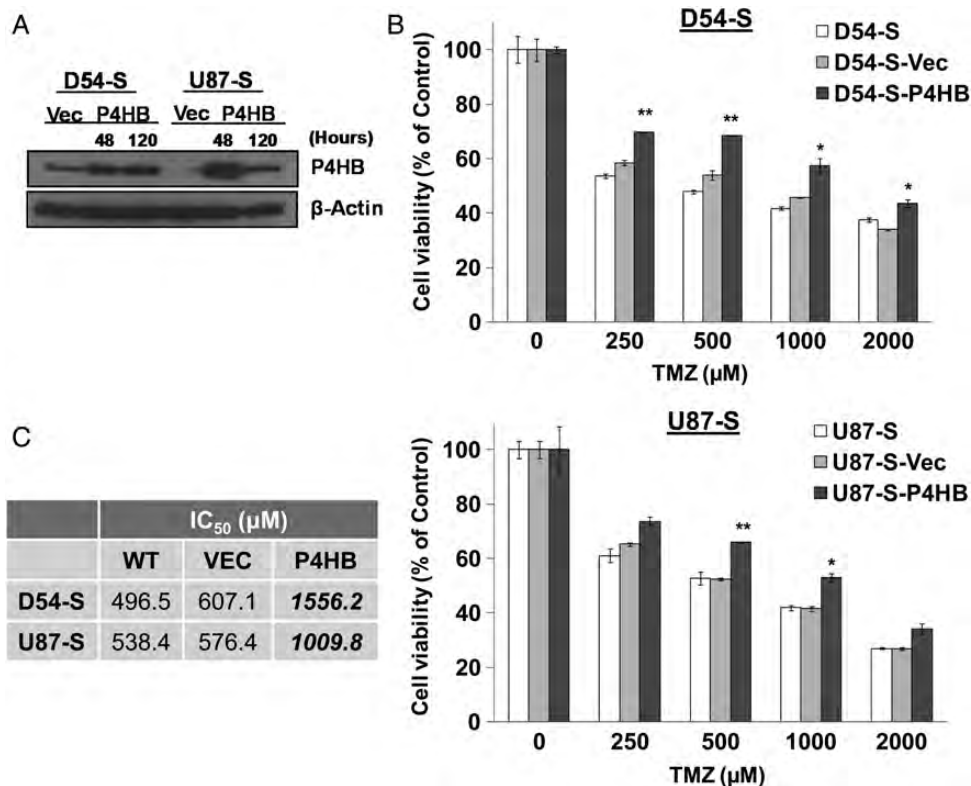 A
D54-S U87-S
Vec P4HB Vec P4HB
48 120 48 120 (Hours)
P4HB
β-Actin
B
D54-S
D54-S
D54-S-Vec
D54-S-P4HB
Cell viability (% of Control)
100
80
60
40
20
0
** ** * *
0 250 500 1000 2000
TMZ (µM)
U87-S
U87-S
U87-S-Vec
U87-S-P4HB
Cell viability (% of Control)
100
80
60
40
20
0
** *
0 250 500 1000 2000
TMZ (µM)
C
IC50 (µM)
WT VEC P4HB
D54-S 496.5 607.1 1556.2
U87-S 538.4 576.4 1009.8